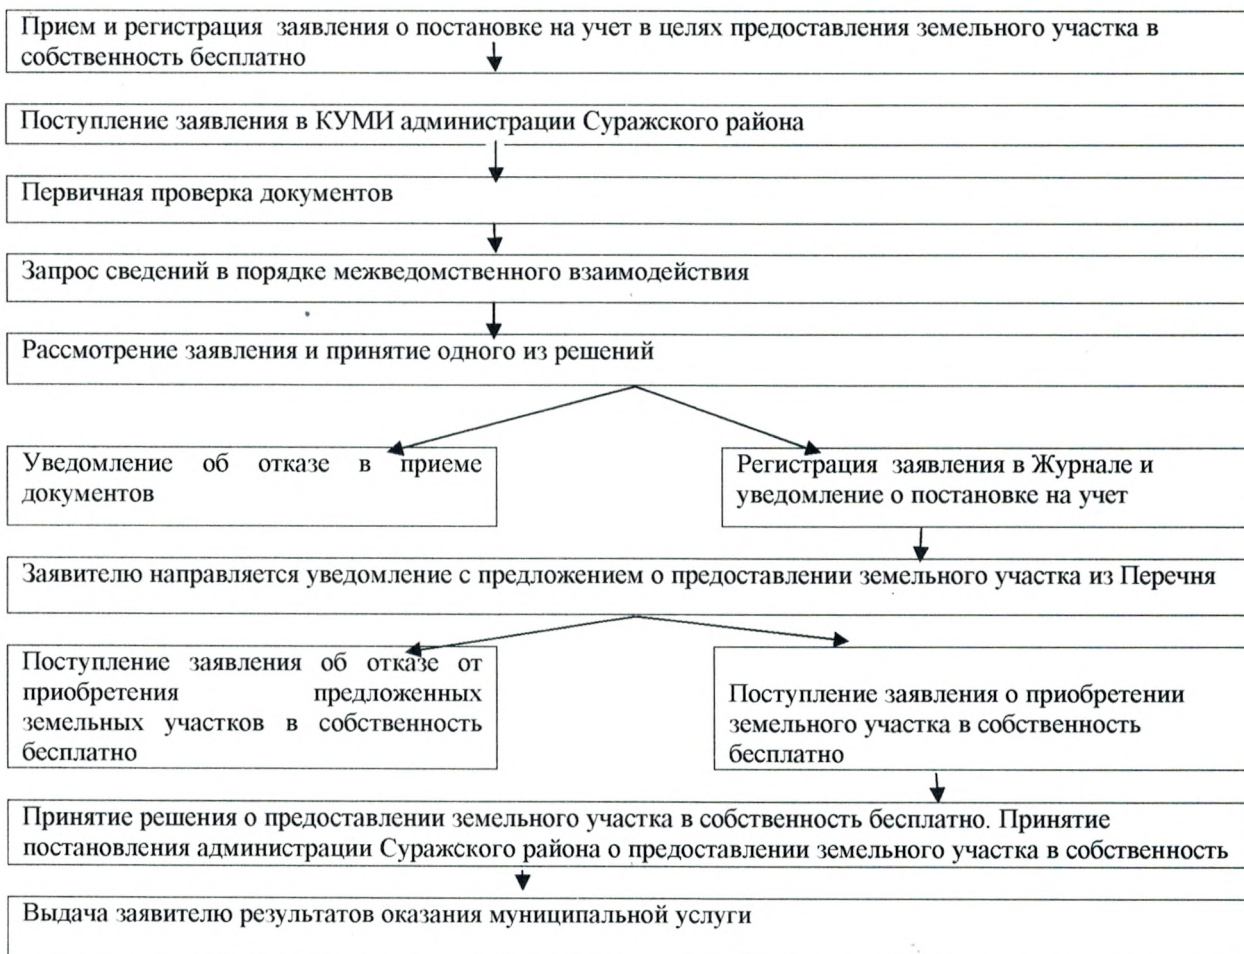 Прием и регистрация заявления о постановке на учет в целях предоставления земельного участка в
собственность бесплатно
Поступление заявления в КУМИ администрации Суражского района
Первичная проверка документов
Запрос сведений в порядке межведомственного взаимодействия
Рассмотрение заявления и принятие одного из решений
Уведомление об отказе в приеме
документов
Регистрация заявления в Журнале и
уведомление о постановке на учет
Заявителю направляется уведомление с предложением о предоставлении земельного участка из Перечня
Поступление заявления об отказе от
приобретения предложенных
земельных участков в собственность
бесплатно
Поступление заявления о приобретении
земельного участка в собственность
бесплатно
Принятие решения о предоставлении земельного участка в собственность бесплатно. Принятие
постановления администрации Суражского района о предоставлении земельного участка в собственность
Выдача заявителю результатов оказания муниципальной услуги